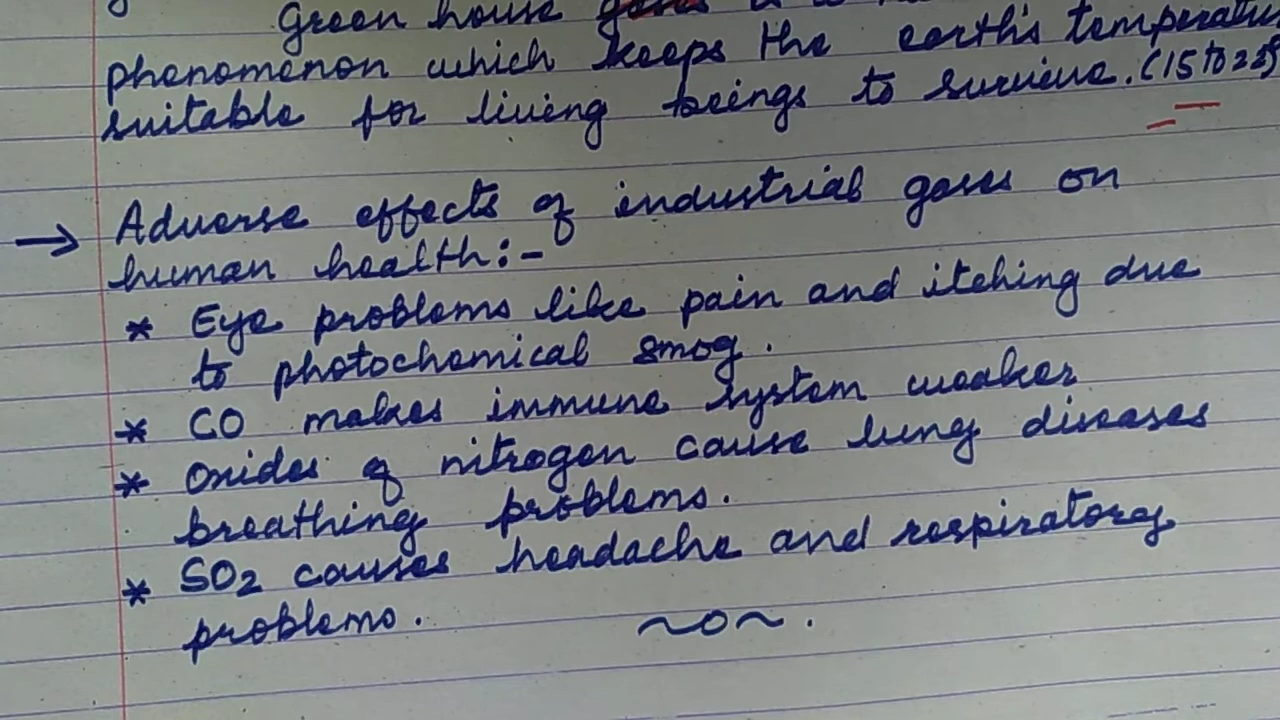 Green house
phenomenon which keeps the earth's temperatu
suitable for living beings to survive. (15 to
Adverse effects of industrial gases on
human health:-
* Eye problems like pain and itching due
to photochemical smog.
* CO makes immune system weaker
* Oxides of nitrogen cause lung diseases
breathing problems.
* SO2 causes headache and respiratory
problems.